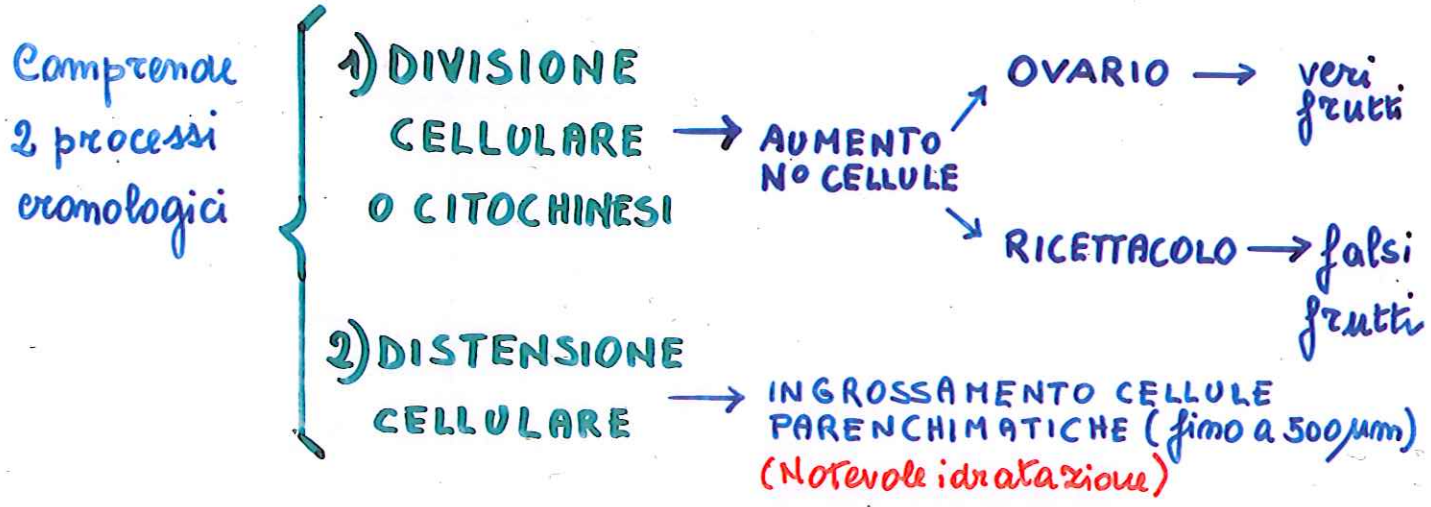 Comprende
2 processi
cronologici
1) DIVISIONE
CELLULARE
O CITOCHINESI
→ AUMENTO
N° CELLULE
OVARIO → veri
frutti
RICETTACOLO → falsi
frutti
2) DISTENSIONE
CELLULARE
→ INGROSSAMENTO CELLULE
PARENCHIMATICHE (fino a 500 µm)
(Notevole idratazione)